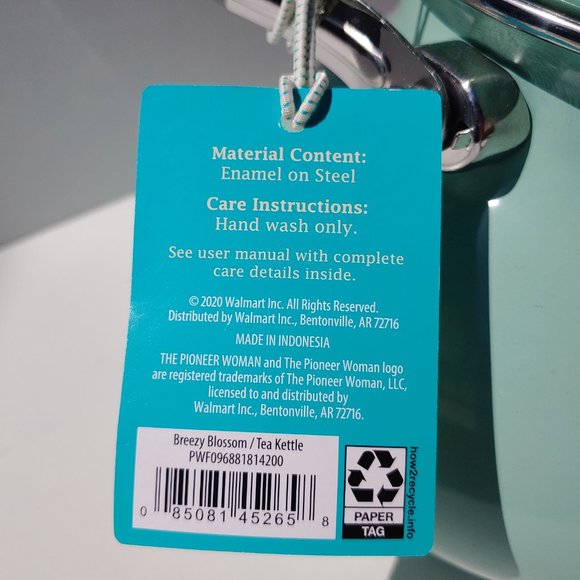 Material Content:
Enamel on Steel
Care Instructions:
Hand wash only.
See user manual with complete
care details inside.
© 2020 Walmart Inc. All Rights Reserved.
Distributed by Walmart Inc., Bentonville, AR 72716
MADE IN INDONESIA
THE PIONEER WOMAN and The Pioneer Woman logo
are registered trademarks of The Pioneer Woman, LLC,
licensed to and distributed by
Walmart Inc., Bentonville, AR 72716.
Breezy Blossom / Tea Kettle
PWF096881814200
0 85081 45265 8
PAPER
TAG
how2recycle.info